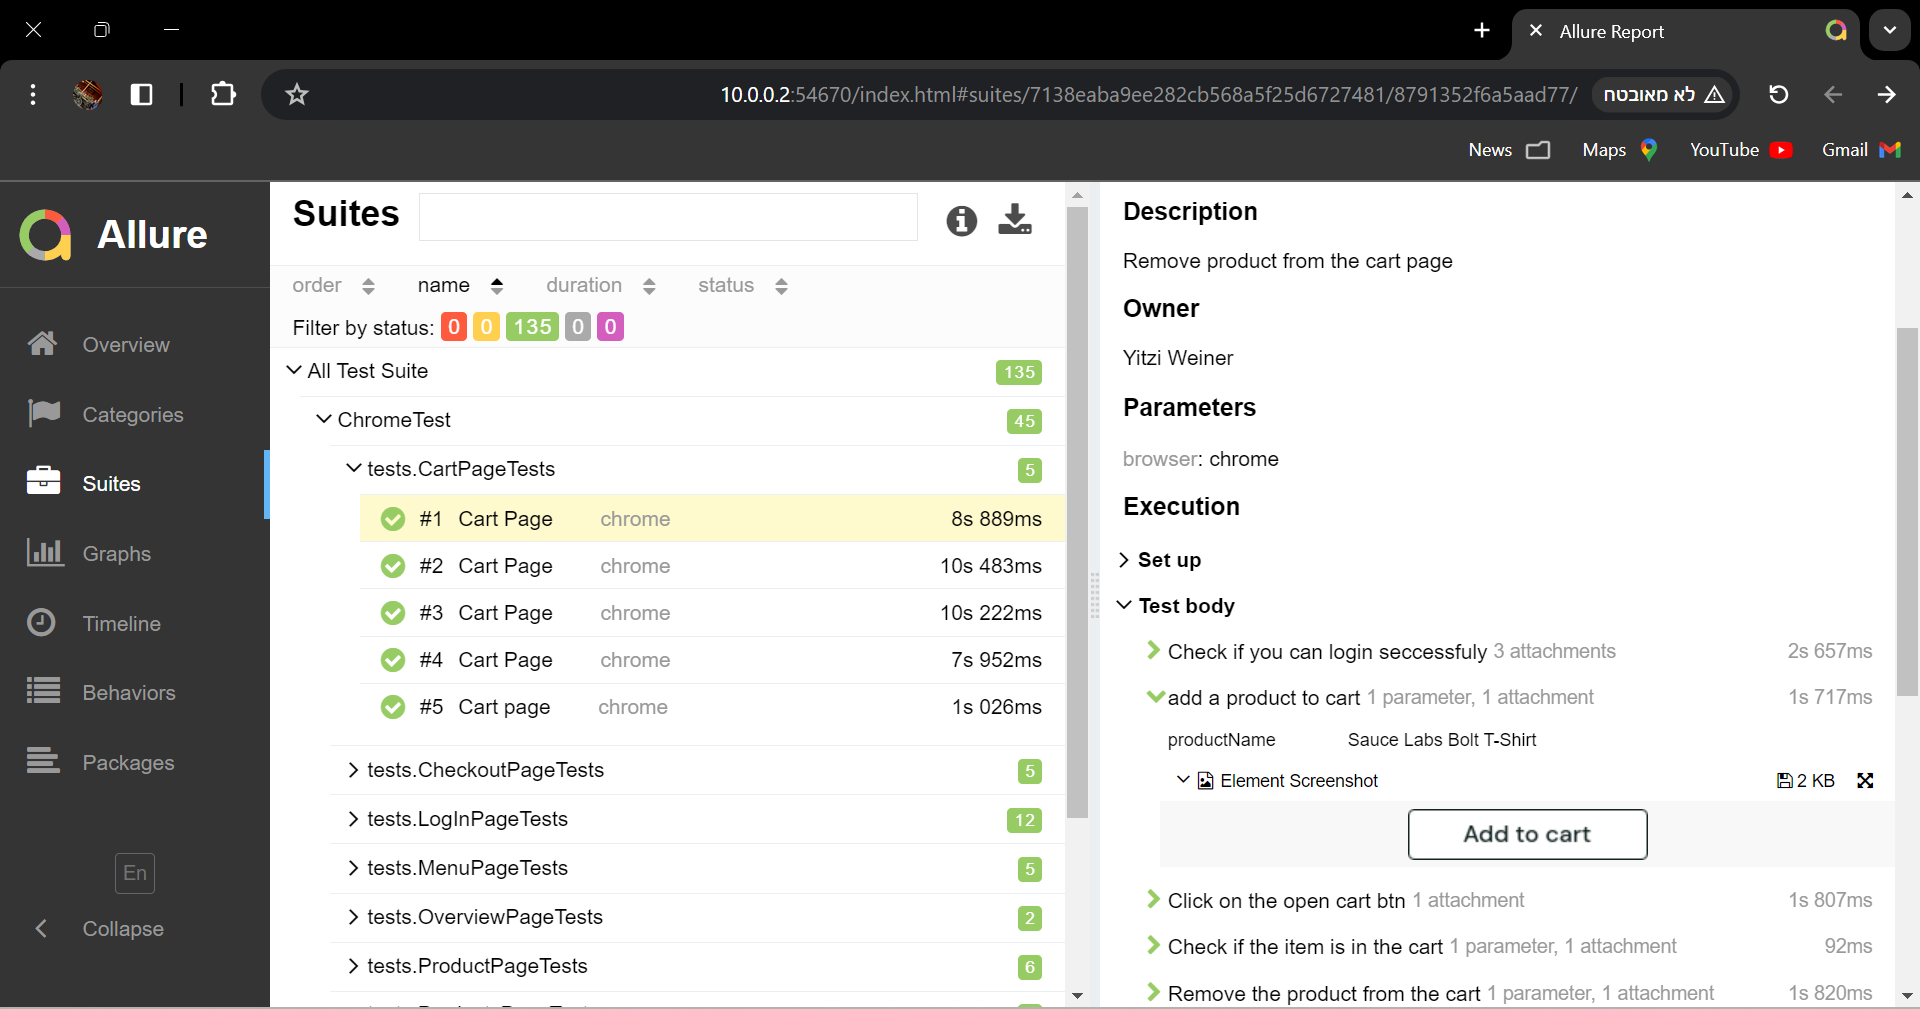 Allure Report
10.0.0.2:54670/index.html#suites/7138eaba9ee282cb568a5f25d6727481/8791352f6a5aad77/
לא מאובטח
News
Maps
YouTube
Gmail
Allure
Overview
Categories
Suites
Graphs
Timeline
Behaviors
Packages
En
Collapse
Suites
order name duration status
Filter by status: 0 0 135 0 0
All Test Suite 135
ChromeTest 45
tests.CartPageTests 5
#1 Cart Page chrome 8s 889ms
#2 Cart Page chrome 10s 483ms
#3 Cart Page chrome 10s 222ms
#4 Cart Page chrome 7s 952ms
#5 Cart page chrome 1s 026ms
tests.CheckoutPageTests 5
tests.LogInPageTests 12
tests.MenuPageTests 5
tests.OverviewPageTests 2
tests.ProductPageTests 6
Description
Remove product from the cart page
Owner
Yitzi Weiner
Parameters
browser: chrome
Execution
Set up
Test body
Check if you can login seccessfuly 3 attachments 2s 657ms
add a product to cart 1 parameter, 1 attachment 1s 717ms
productName Sauce Labs Bolt T-Shirt
Element Screenshot 2 KB
Add to cart
Click on the open cart btn 1 attachment 1s 807ms
Check if the item is in the cart 1 parameter, 1 attachment 92ms
Remove the product from the cart 1 parameter, 1 attachment 1s 820ms